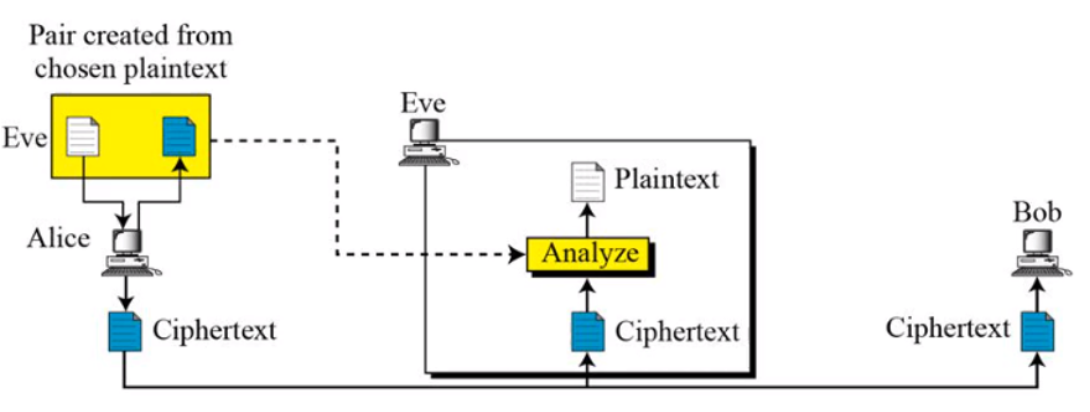 Pair created from
chosen plaintext
Eve
Eve
Plaintext
Alice
Analyze
Bob
Ciphertext
Ciphertext
Ciphertext